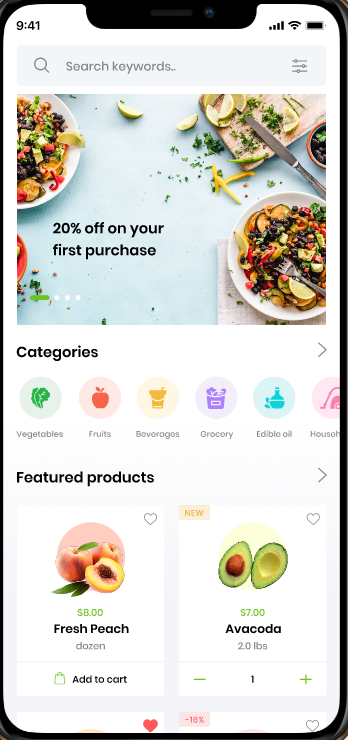 9:41
Search keywords..
20% off on your
first purchase
Categories
Vegetables Fruits Beverages Grocery Edible oil Househ
Featured products
NEW
$8.00 $7.00
Fresh Peach Avacoda
dozen 2.0 lbs
Add to cart 1
-16%